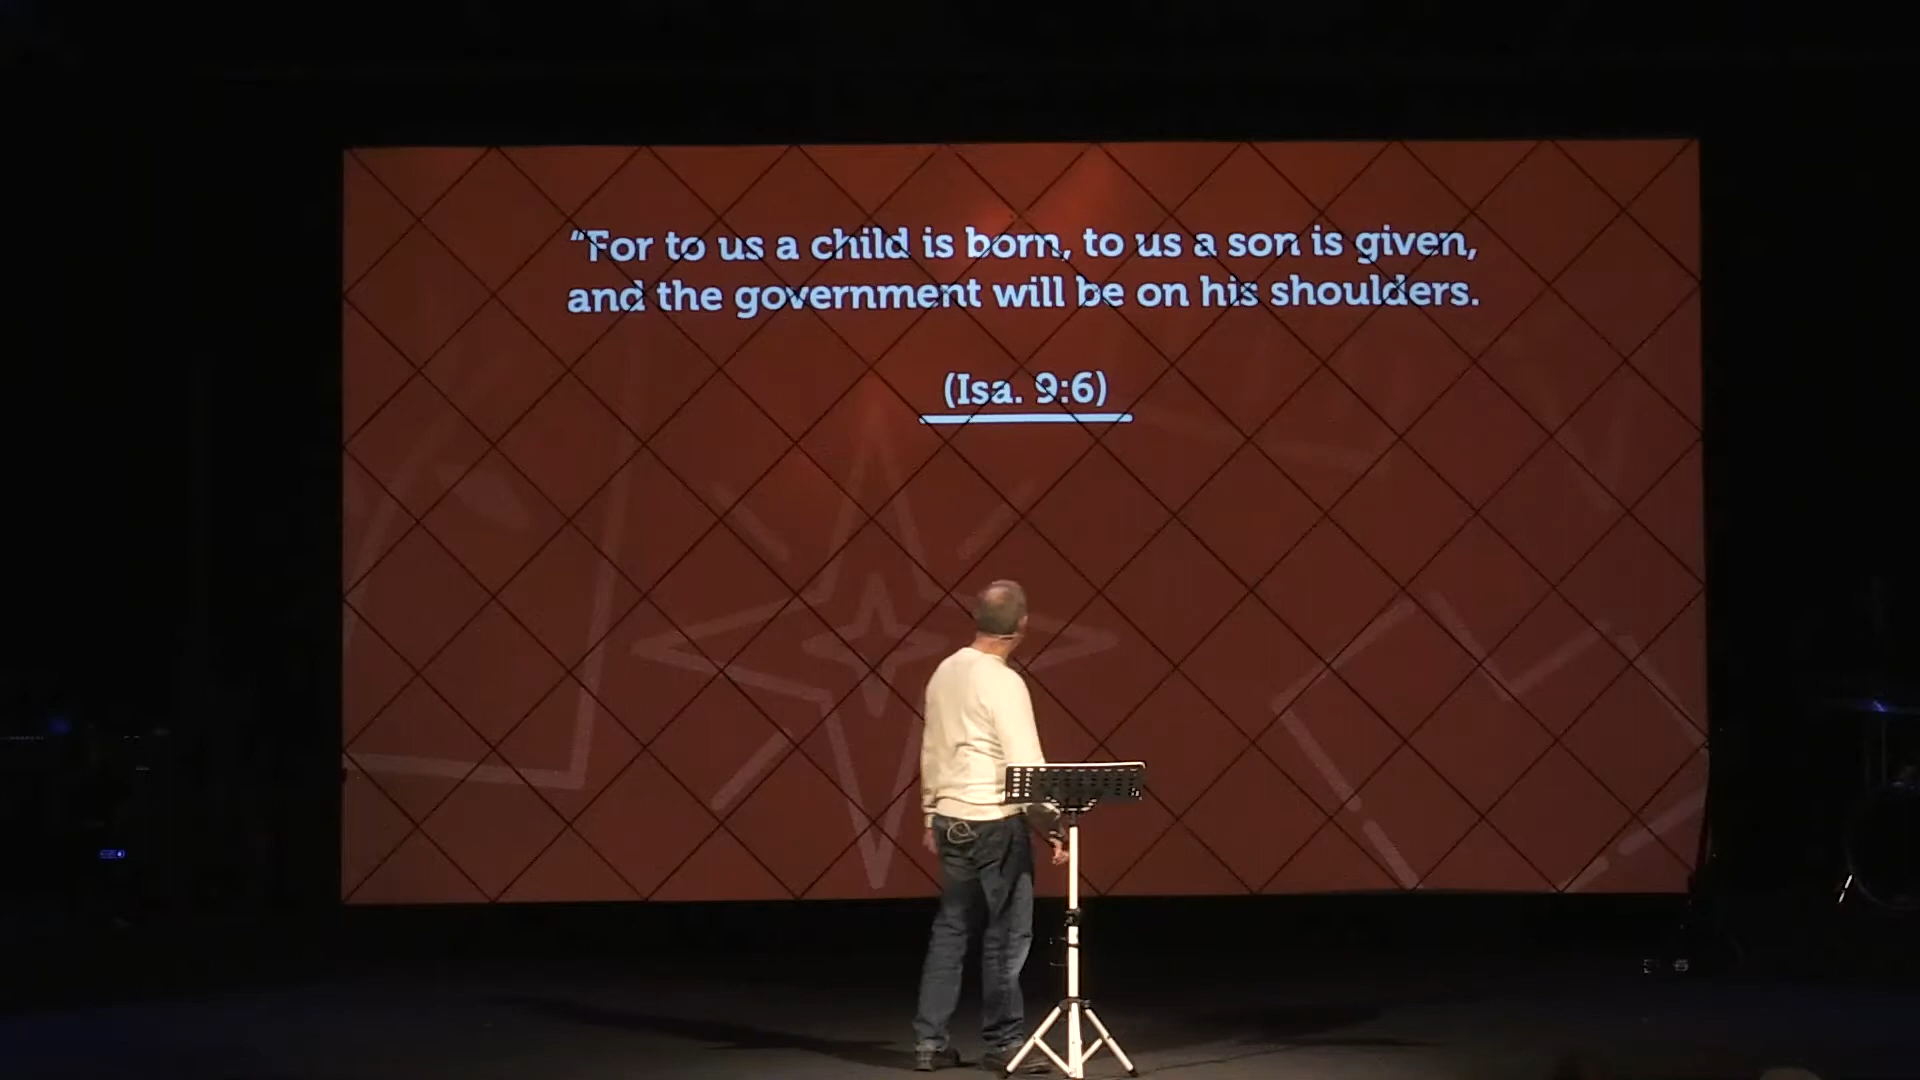 “For to us a child is born, to us a son is given,
and the government will be on his shoulders.
(Isa. 9:6)